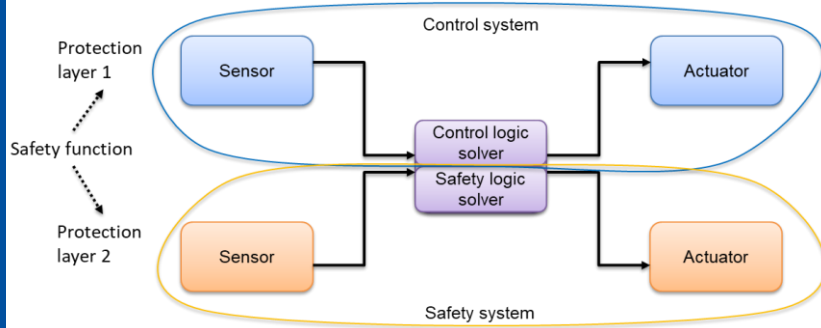 Control system
Protection
layer 1
Sensor
Actuator
Control logic
solver
Safety function
Safety logic
solver
Protection
layer 2
Sensor
Actuator
Safety system